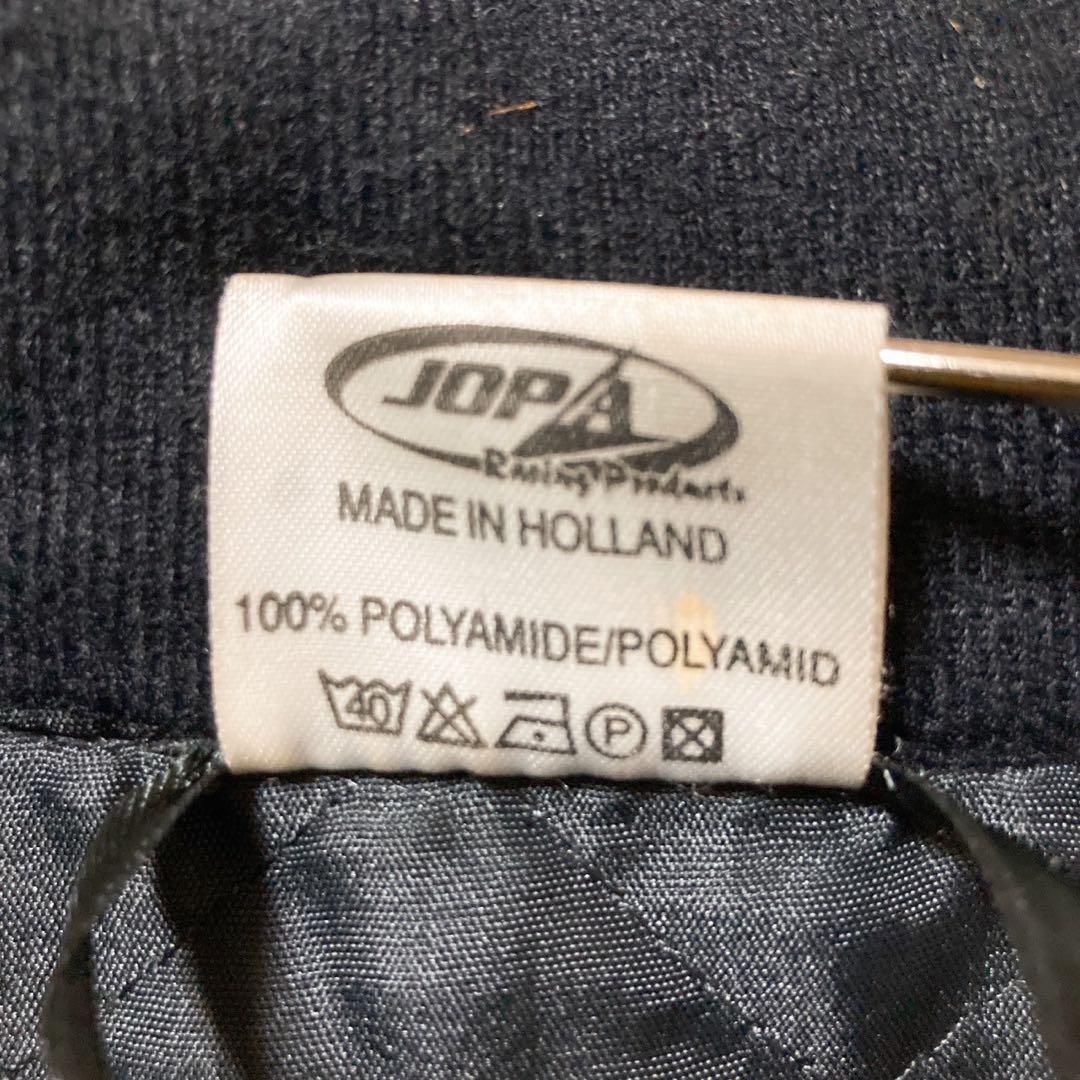 JOPA
Racing Products
MADE IN HOLLAND
100% POLYAMIDE/POLYAMID
40 P